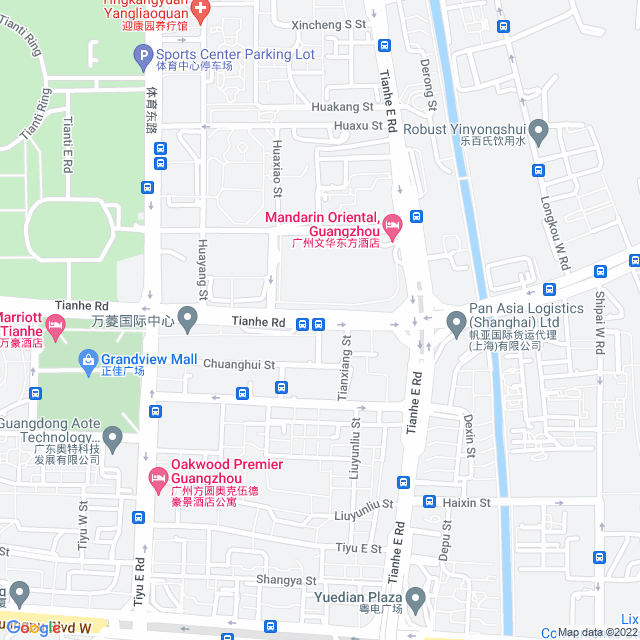 Yangliaoquan
迎康园养疗馆
Xincheng S St
Tianti Ring
Sports Center Parking Lot
体育中心停车场
Tianhe E Rd
Derong St
体育东路
Tianti Ring
Huakang St
Huaxu St
Robust Yinyongshui
乐百氏饮用水
Tianti E Rd
Huaxiao St
Longkou W Rd
Mandarin Oriental,
Guangzhou
广州文华东方酒店
Huayang St
Tianhe Rd
Marriott
Tianhe
万豪酒店
万菱国际中心
Tianhe Rd
Pan Asia Logistics
(Shanghai) Ltd
帆亚国际货运代理
(上海)有限公司
Shipai W Rd
Grandview Mall
正佳广场
Chuanghui St
Tianxiang St
Tianhe E Rd
Guangdong Aote
Technology...
广东奥特科技
发展有限公司
Dexin St
Liuyunliu St
Oakwood Premier
Guangzhou
广州方圆奥克伍德
豪景酒店公寓
Haixin St
Tiyu W St
Liuyunliu St
Tiyu E St
Tianhe E Rd
Depu St
Tiyu E Rd
Shangya St
Yuedian Plaza
粤电广场
Lix
Google
lvd W
Map data ©202